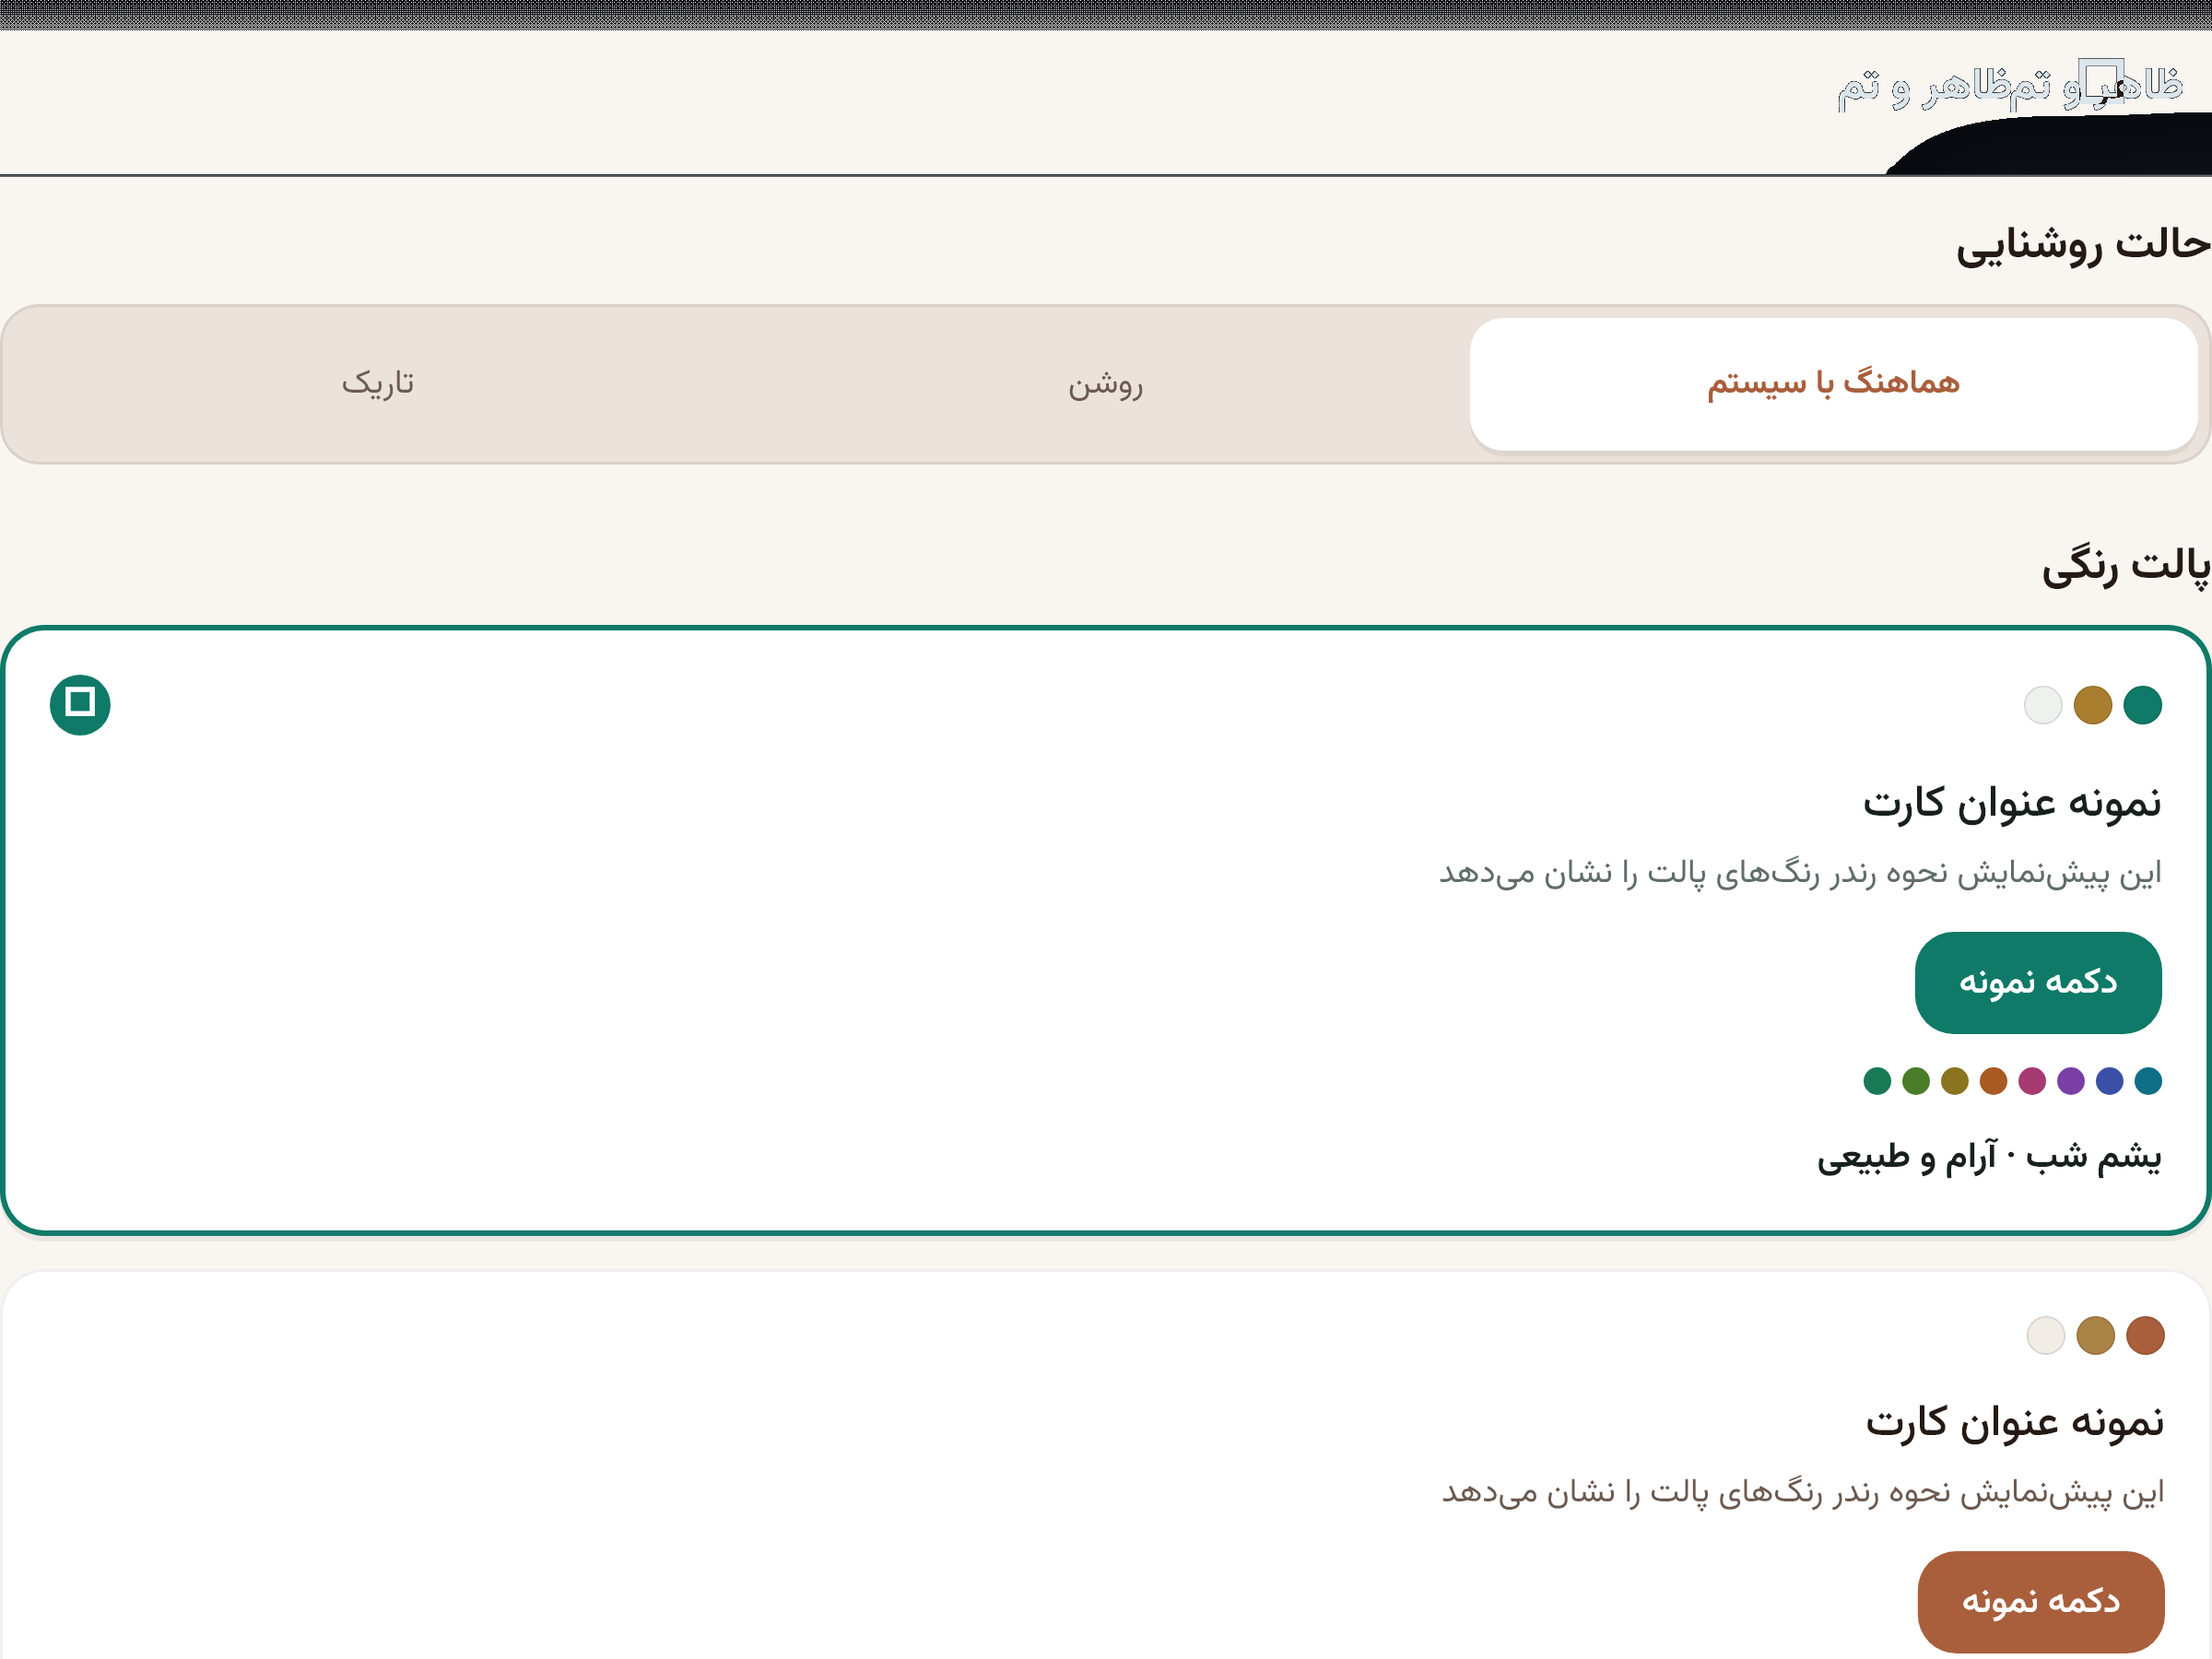 ظاهر و تم
ظاهر و تم
حالت روشنایی
هماهنگ با سیستم
روشن
تاریک
پالت رنگی
نمونه عنوان کارت
این پیش‌نمایش نحوه رندر رنگ‌های پالت را نشان می‌دهد
دکمه نمونه
یشم شب · آرام و طبیعی
نمونه عنوان کارت
این پیش‌نمایش نحوه رندر رنگ‌های پالت را نشان می‌دهد
دکمه نمونه